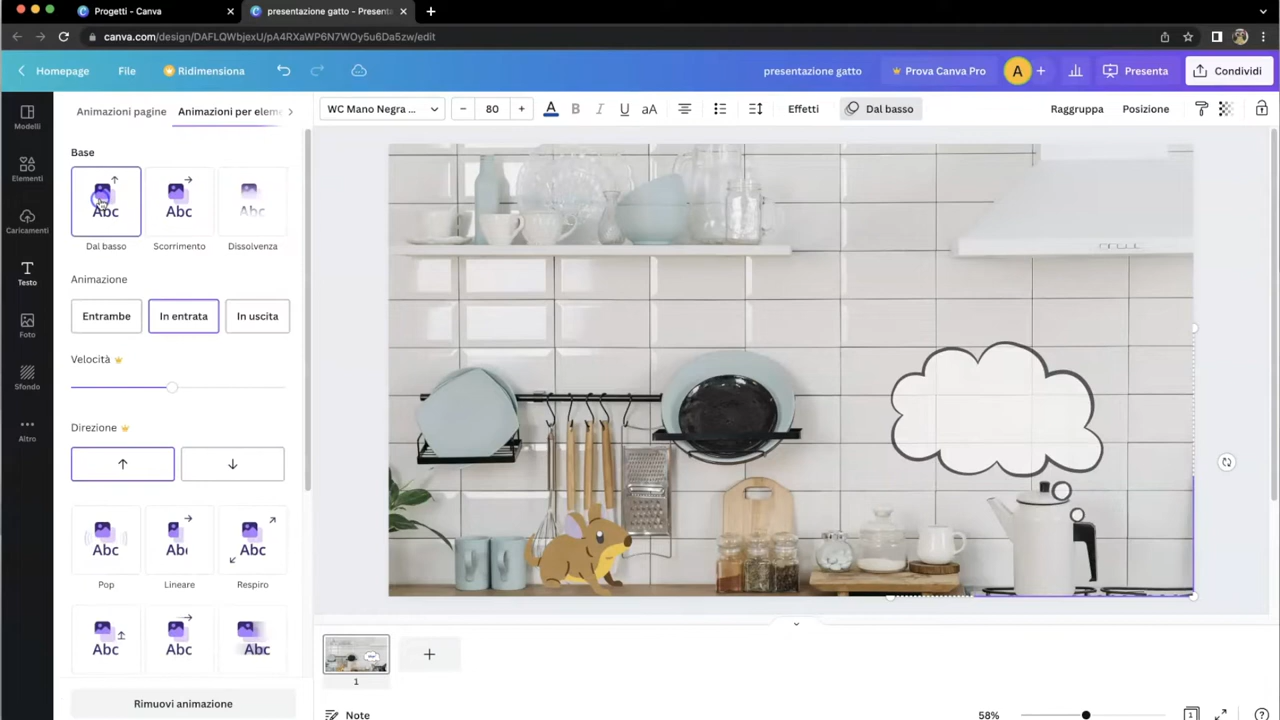 Progetti - Canva
presentazione gatto - Presenta
canva.com/design/DAFLQWbjexU/pA4RXaWP6N7WOy5u6Da5zw/edit
Homepage File Ridimensiona presentazione gatto Prova Canva Pro A Presenta Condividi
Modelli
Elementi
Caricamenti
Testo
Foto
Sfondo
Altro
Animazioni pagine Animazioni per eleme
WC Mano Negra ... 80 A B I U aA Effetti Dal basso Raggruppa Posizione
Base
Abc Abc Abc
Dal basso Scorrimento Dissolvenza
Animazione
Entrambe In entrata In uscita
Velocità
Direzione
Abc Abc Abc
Pop Lineare Respiro
Abc Abc Abc
Rimuovi animazione
1
Note 58% 1